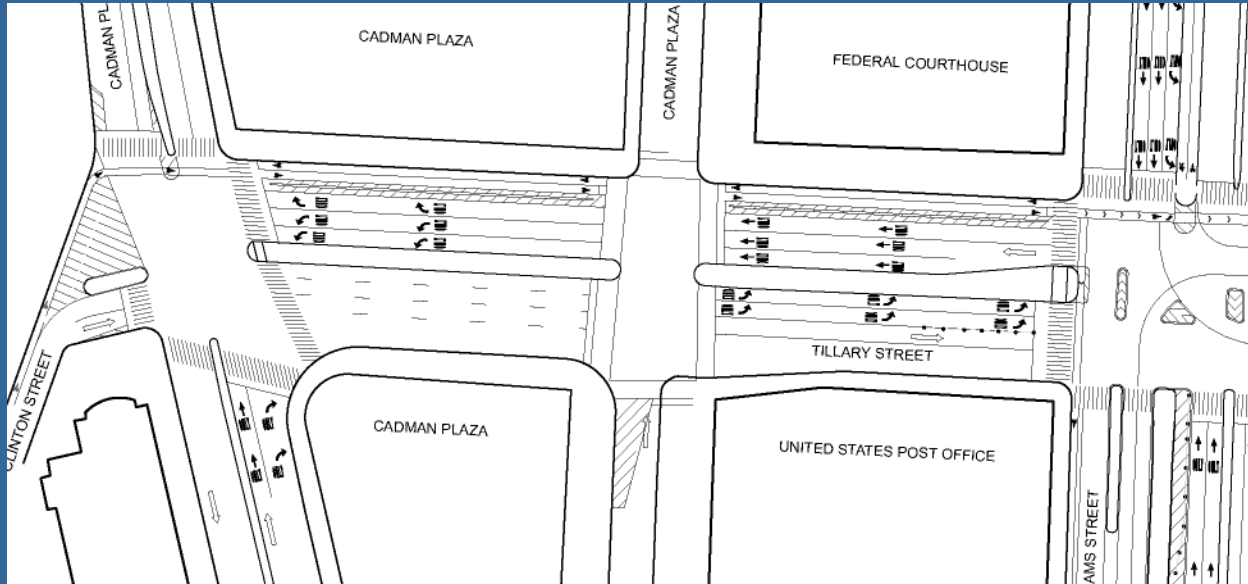 CADMAN PL
CADMAN PLAZA
CADMAN PLAZA
FEDERAL COURTHOUSE
TILLARY STREET
CLINTON STREET
CADMAN PLAZA
UNITED STATES POST OFFICE
AMS STREET